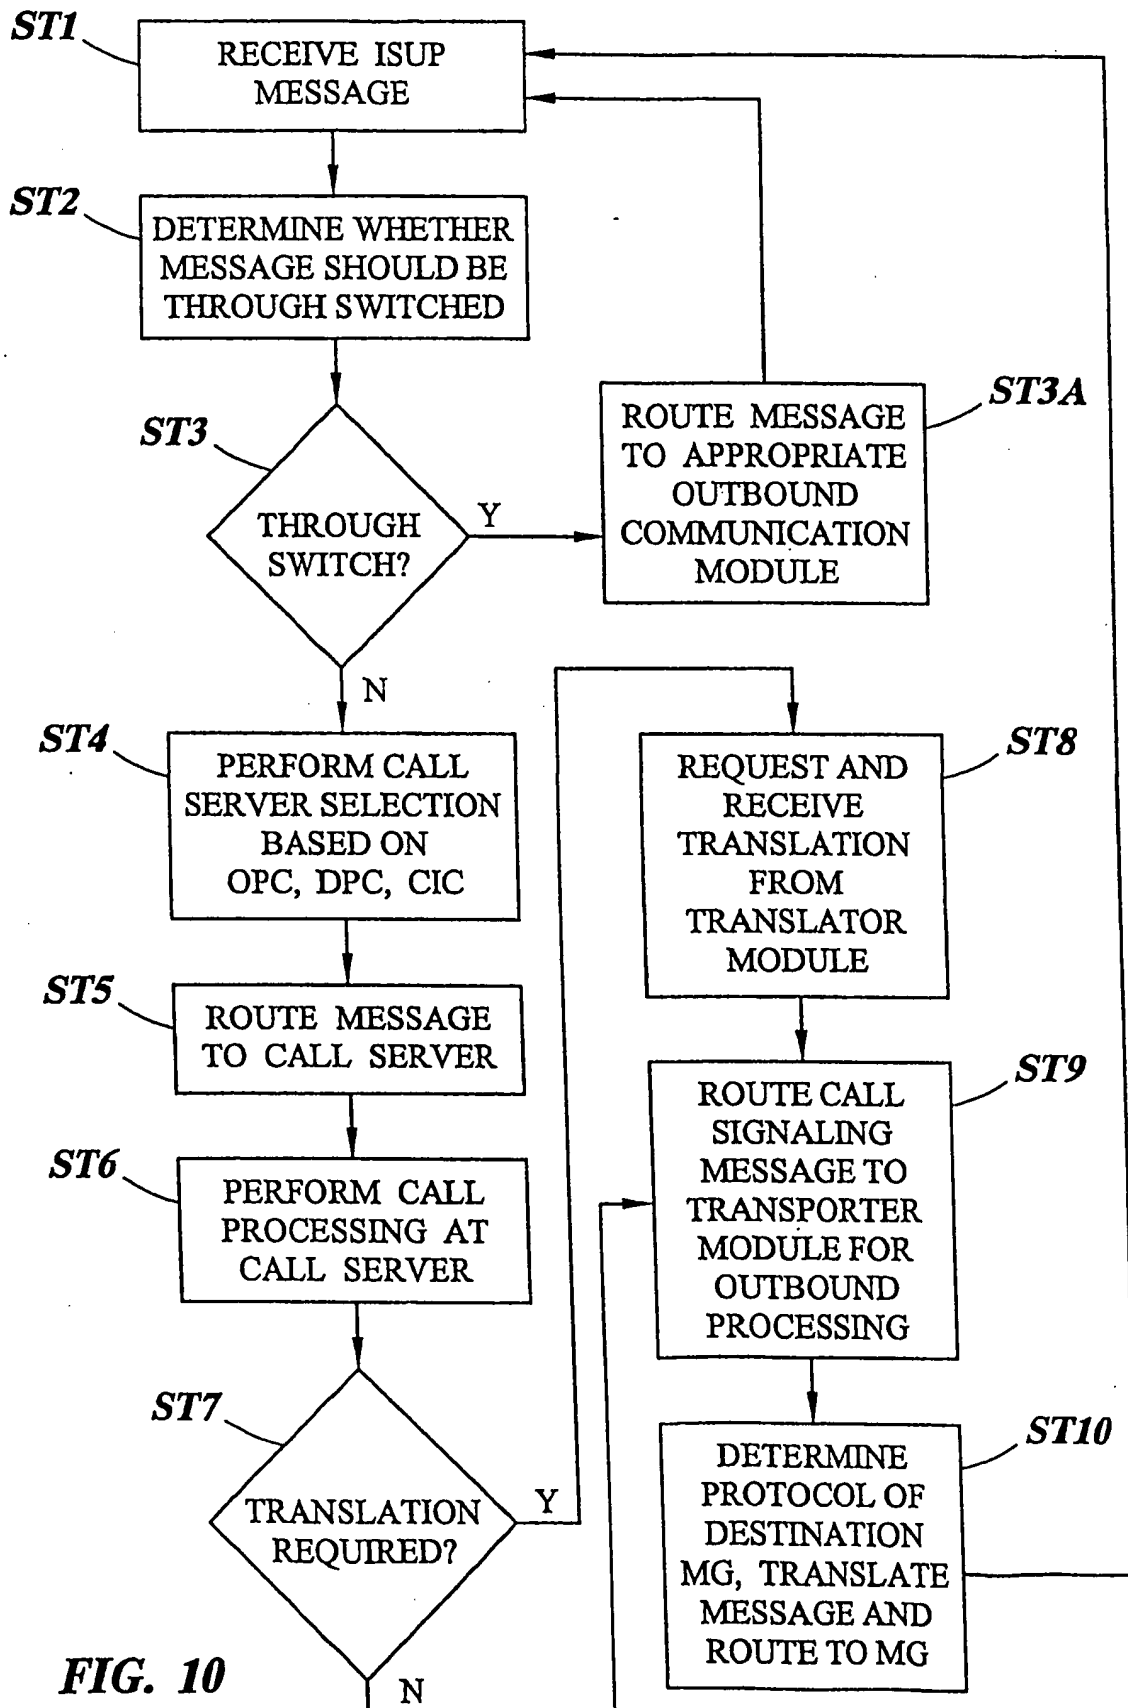 ST1
RECEIVE ISUP
MESSAGE
ST2
DETERMINE WHETHER
MESSAGE SHOULD BE
THROUGH SWITCHED
ST3
THROUGH
SWITCH?
Y
N
ST3A
ROUTE MESSAGE
TO APPROPRIATE
OUTBOUND
COMMUNICATION
MODULE
ST4
PERFORM CALL
SERVER SELECTION
BASED ON
OPC, DPC, CIC
ST5
ROUTE MESSAGE
TO CALL SERVER
ST6
PERFORM CALL
PROCESSING AT
CALL SERVER
ST7
TRANSLATION
REQUIRED?
Y
N
ST8
REQUEST AND
RECEIVE
TRANSLATION
FROM
TRANSLATOR
MODULE
ST9
ROUTE CALL
SIGNALING
MESSAGE TO
TRANSPORTER
MODULE FOR
OUTBOUND
PROCESSING
ST10
DETERMINE
PROTOCOL OF
DESTINATION
MG, TRANSLATE
MESSAGE AND
ROUTE TO MG
FIG. 10